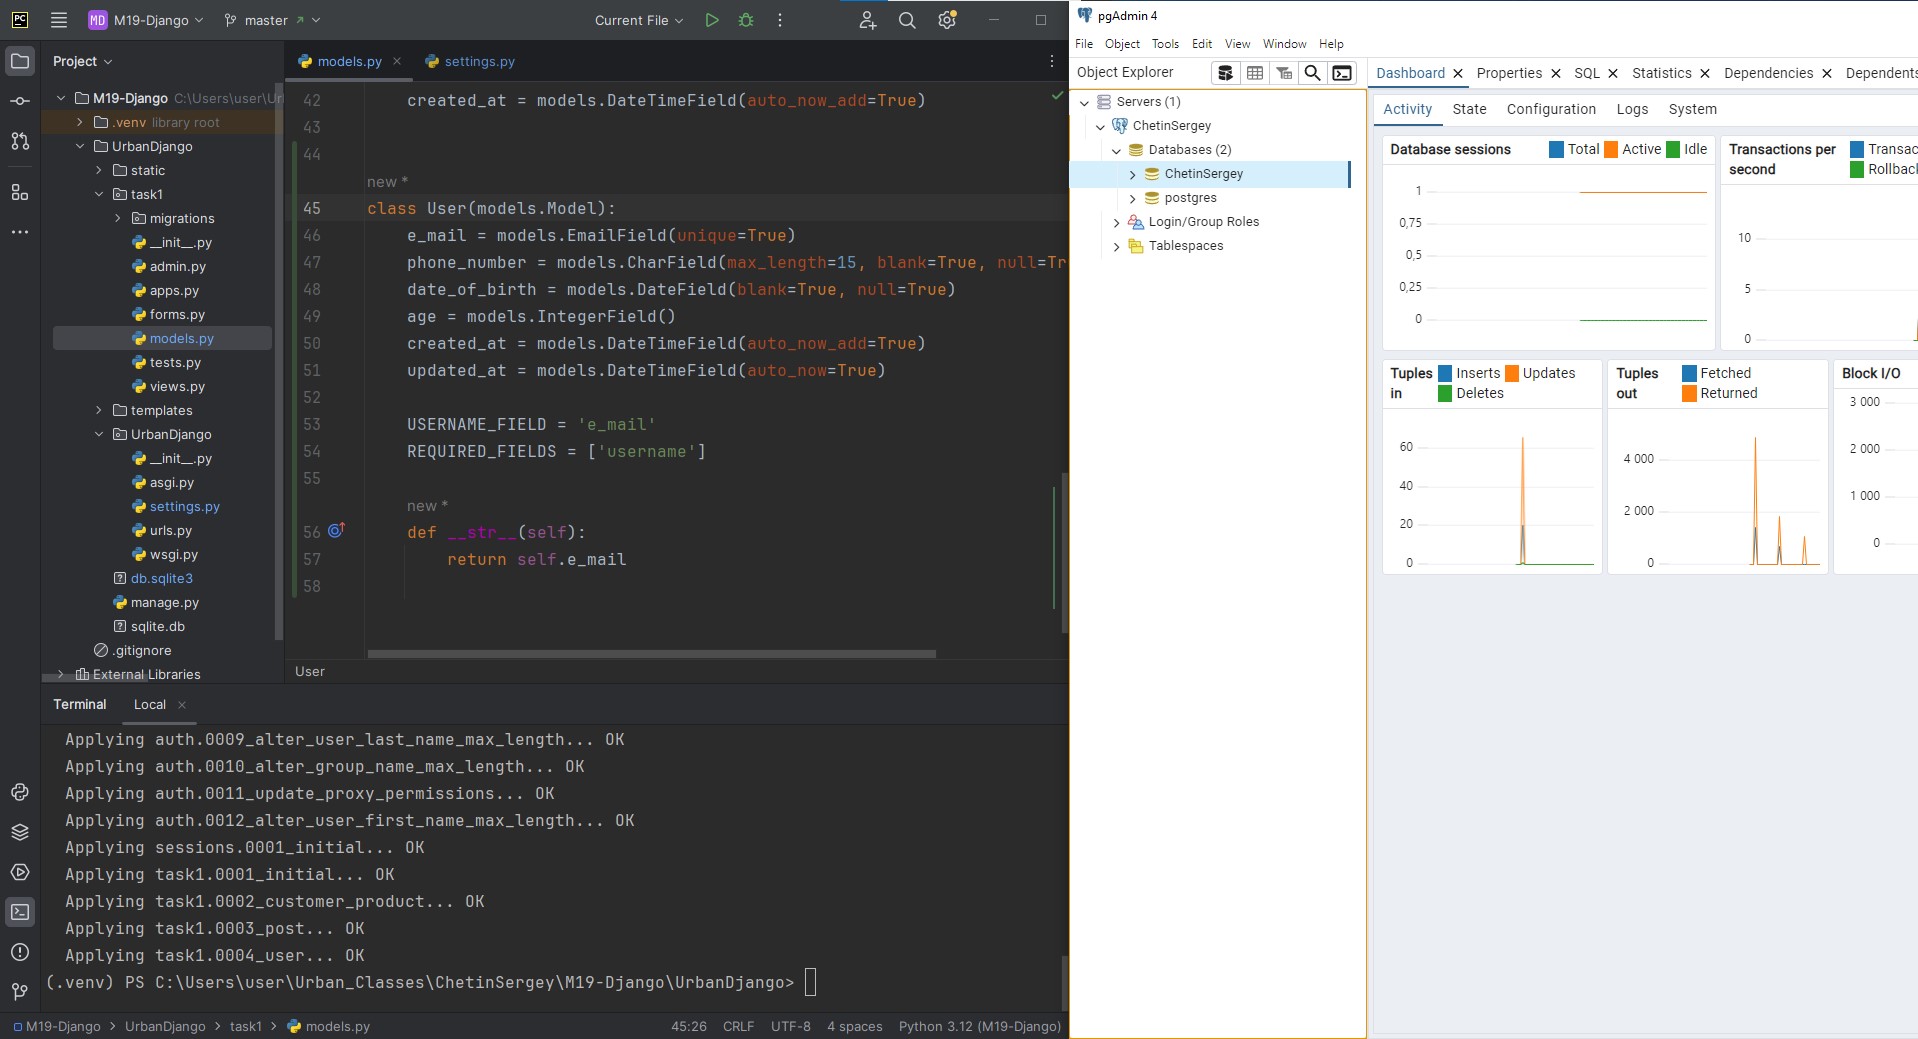 PC
MD M19-Django
master
Current File
Project
M19-Django C:\Users\user\Ur
.venv library root
UrbanDjango
static
task1
migrations
__init__.py
admin.py
apps.py
forms.py
models.py
tests.py
views.py
templates
UrbanDjango
__init__.py
asgi.py
settings.py
urls.py
wsgi.py
db.sqlite3
manage.py
sqlite.db
.gitignore
External Libraries
models.py
settings.py
42 created_at = models.DateTimeField(auto_now_add=True)
43
44
new *
45 class User(models.Model):
46 e_mail = models.EmailField(unique=True)
47 phone_number = models.CharField(max_length=15, blank=True, null=Tr
48 date_of_birth = models.DateField(blank=True, null=True)
49 age = models.IntegerField()
50 created_at = models.DateTimeField(auto_now_add=True)
51 updated_at = models.DateTimeField(auto_now=True)
52
53 USERNAME_FIELD = 'e_mail'
54 REQUIRED_FIELDS = ['username']
55
new *
56 def __str__(self):
57 return self.e_mail
58
User
Terminal
Local
Applying auth.0009_alter_user_last_name_max_length... OK
Applying auth.0010_alter_group_name_max_length... OK
Applying auth.0011_update_proxy_permissions... OK
Applying auth.0012_alter_user_first_name_max_length... OK
Applying sessions.0001_initial... OK
Applying task1.0001_initial... OK
Applying task1.0002_customer_product... OK
Applying task1.0003_post... OK
Applying task1.0004_user... OK
(.venv) PS C:\Users\user\Urban_Classes\ChetinSergey\M19-Django\UrbanDjango>
M19-Django > UrbanDjango > task1 > models.py
45:26 CRLF UTF-8 4 spaces Python 3.12 (M19-Django)
pgAdmin 4
File Object Tools Edit View Window Help
Object Explorer
Servers (1)
ChetinSergey
Databases (2)
ChetinSergey
postgres
Login/Group Roles
Tablespaces
Dashboard Properties SQL Statistics Dependencies Dependents
Activity State Configuration Logs System
Database sessions
Total Active Idle
1
0,75
0,5
0,25
0
Transactions per
second
Transac
Rollback
10
5
0
Tuples
in
Inserts Updates
Deletes
60
40
20
0
Tuples
out
Fetched
Returned
4 000
2 000
0
Block I/O
3 000
2 000
1 000
0